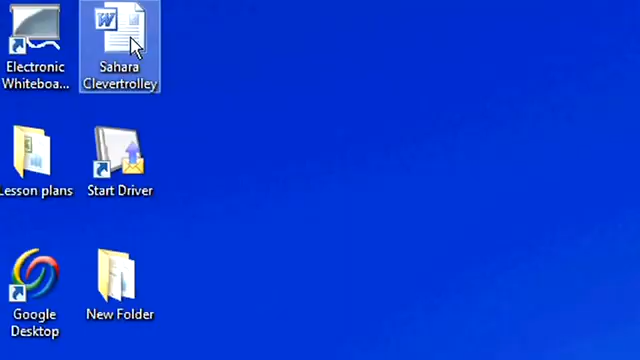 Electronic
Whiteboa...
Sahara
Clevertrolley
Lesson plans
Start Driver
Google
Desktop
New Folder